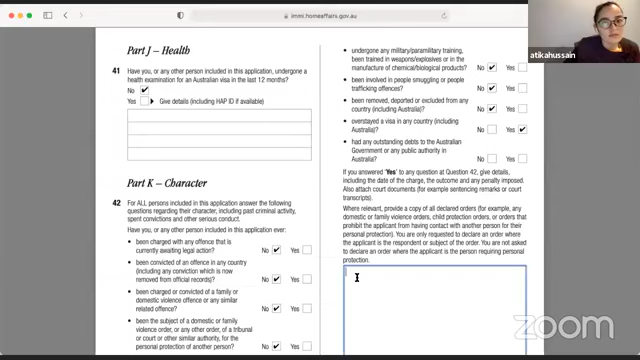 immi.homeaffairs.gov.au
atikahussain
Part J – Health
41
Have you, or any other person included in this application, undergone
a health examination for an Australian visa in the last 12 months?
No ✔
Yes
Give details (including HAP ID if available)
Part K – Character
42
For ALL persons included in this application answer the following
questions regarding their character, including past criminal activity,
spent convictions and other serious conduct.
Have you, or any other person included in this application ever:
• been charged with any offence that is
currently awaiting legal action?
No ✔ Yes
• been convicted of an offence in any country
(including any conviction which is now
removed from official records)?
No ✔ Yes
• been charged or convicted of a family or
domestic violence offence or any similar
related offence?
No ✔ Yes
• been the subject of a domestic or family
violence order, or any other order, of a tribunal
or court or other similar authority, for
the personal protection of another person?
No ✔ Yes
• undergone any military/paramilitary training,
been trained in weapons/explosives or in the
manufacture of chemical/biological products?
No ✔ Yes
• been involved in people smuggling or people
trafficking offences?
No ✔ Yes
• been removed, deported or excluded from any
country (including Australia)?
No ✔ Yes
• overstayed a visa in any country (including
Australia)?
No Yes ✔
• had any outstanding debts to the Australian
Government or any public authority in
Australia?
No Yes
If you answered 'Yes' to any question at Question 42, give details,
including the date of the charge, the outcome and any penalty imposed.
Also attach court documents (for example sentencing remarks or court
transcripts).
Where relevant, provide a copy of all declared orders (for example, any
domestic or family violence orders, child protection orders, or orders that
prohibit the applicant from having contact with another person for their
personal protection). You are only requested to declare an order where
the applicant is the respondent or subject of the order. You are not asked
to declare an order where the applicant is the person requiring personal
protection.
zoom